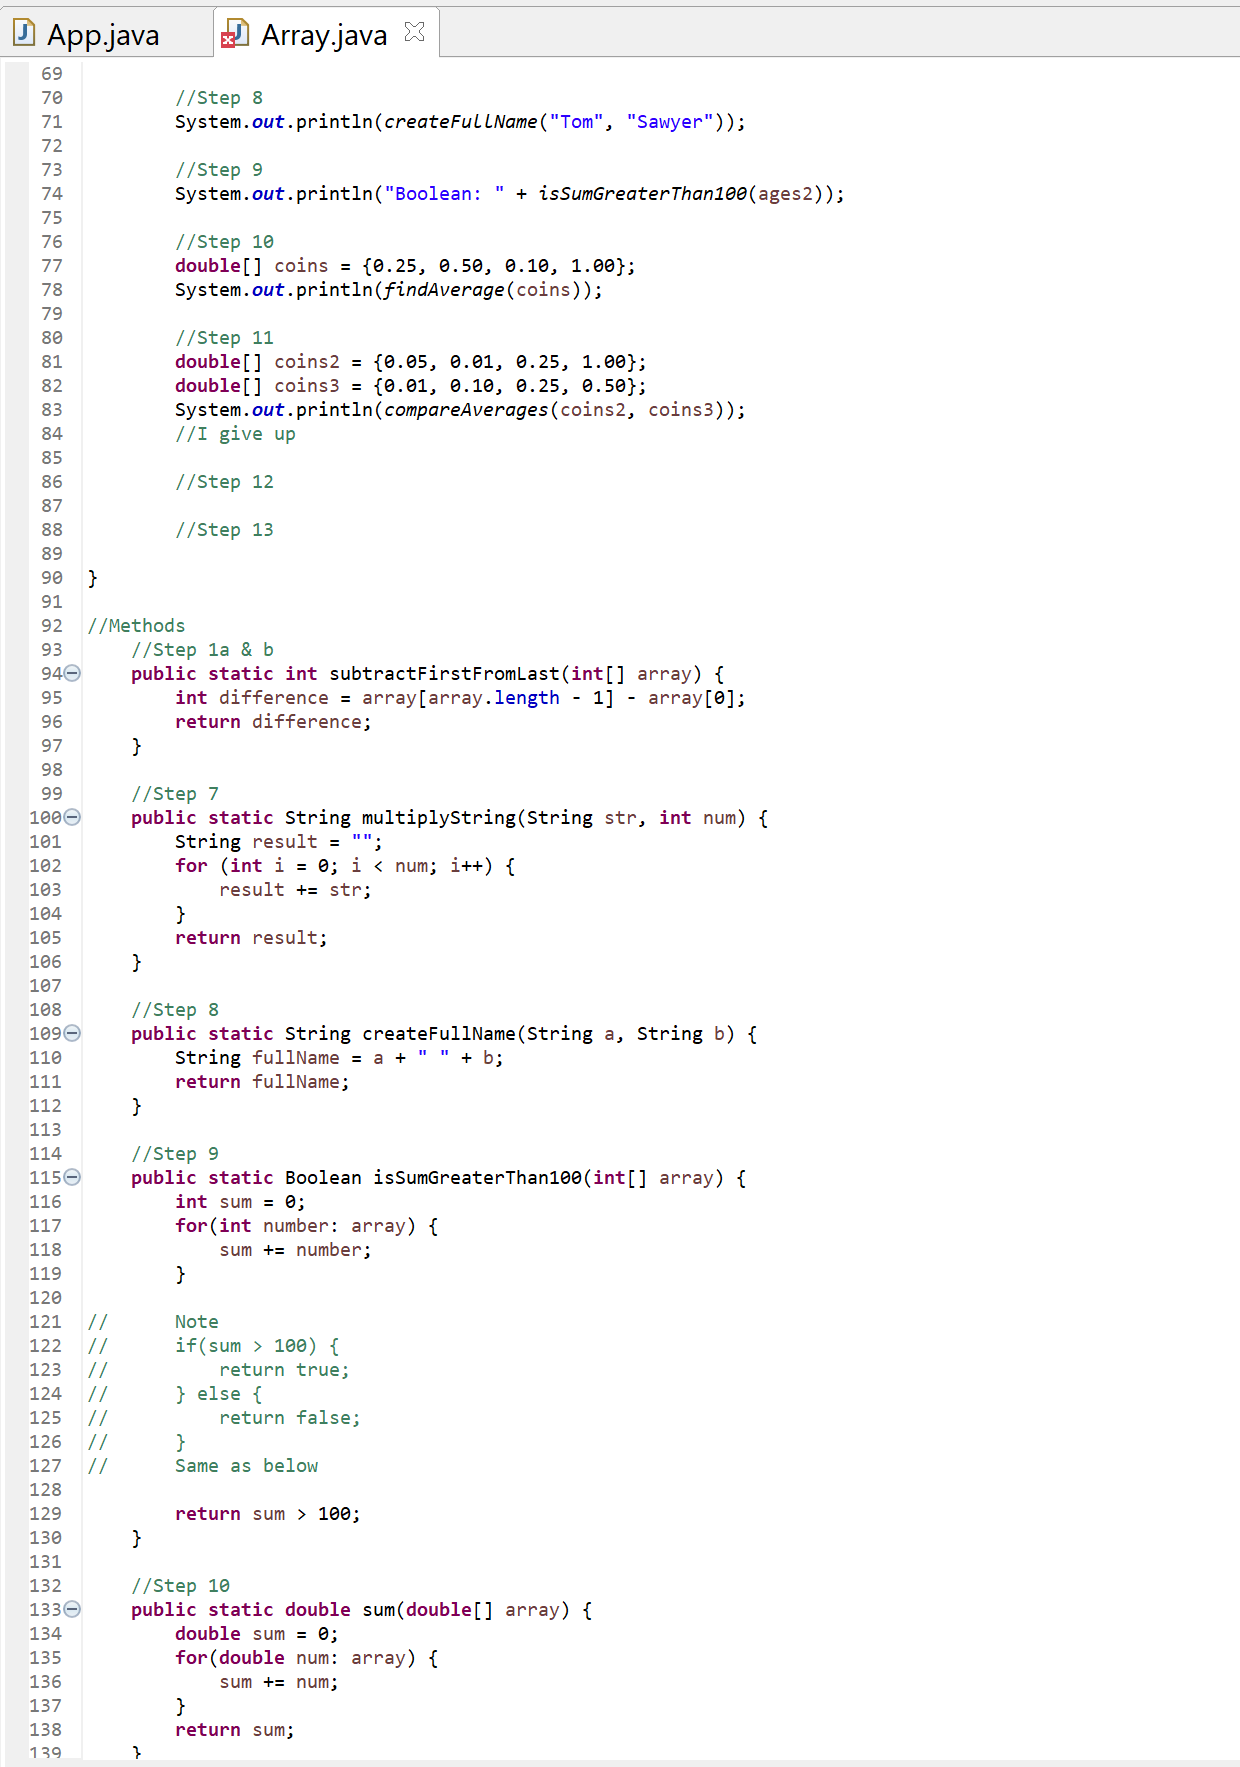 App.java
Array.java
69
70 //Step 8
71 System.out.println(createFullName("Tom", "Sawyer"));
72
73 //Step 9
74 System.out.println("Boolean: " + isSumGreaterThan100(ages2));
75
76 //Step 10
77 double[] coins = {0.25, 0.50, 0.10, 1.00};
78 System.out.println(findAverage(coins));
79
80 //Step 11
81 double[] coins2 = {0.05, 0.01, 0.25, 1.00};
82 double[] coins3 = {0.01, 0.10, 0.25, 0.50};
83 System.out.println(compareAverages(coins2, coins3));
84 //I give up
85
86 //Step 12
87
88 //Step 13
89
90 }
91
92 //Methods
93 //Step 1a & b
94 public static int subtractFirstFromLast(int[] array) {
95 int difference = array[array.length - 1] - array[0];
96 return difference;
97 }
98
99 //Step 7
100 public static String multiplyString(String str, int num) {
101 String result = "";
102 for (int i = 0; i < num; i++) {
103 result += str;
104 }
105 return result;
106 }
107
108 //Step 8
109 public static String createFullName(String a, String b) {
110 String fullName = a + " " + b;
111 return fullName;
112 }
113
114 //Step 9
115 public static Boolean isSumGreaterThan100(int[] array) {
116 int sum = 0;
117 for(int number: array) {
118 sum += number;
119 }
120
121 // Note
122 // if(sum > 100) {
123 // return true;
124 // } else {
125 // return false;
126 // }
127 // Same as below
128
129 return sum > 100;
130 }
131
132 //Step 10
133 public static double sum(double[] array) {
134 double sum = 0;
135 for(double num: array) {
136 sum += num;
137 }
138 return sum;
139 }